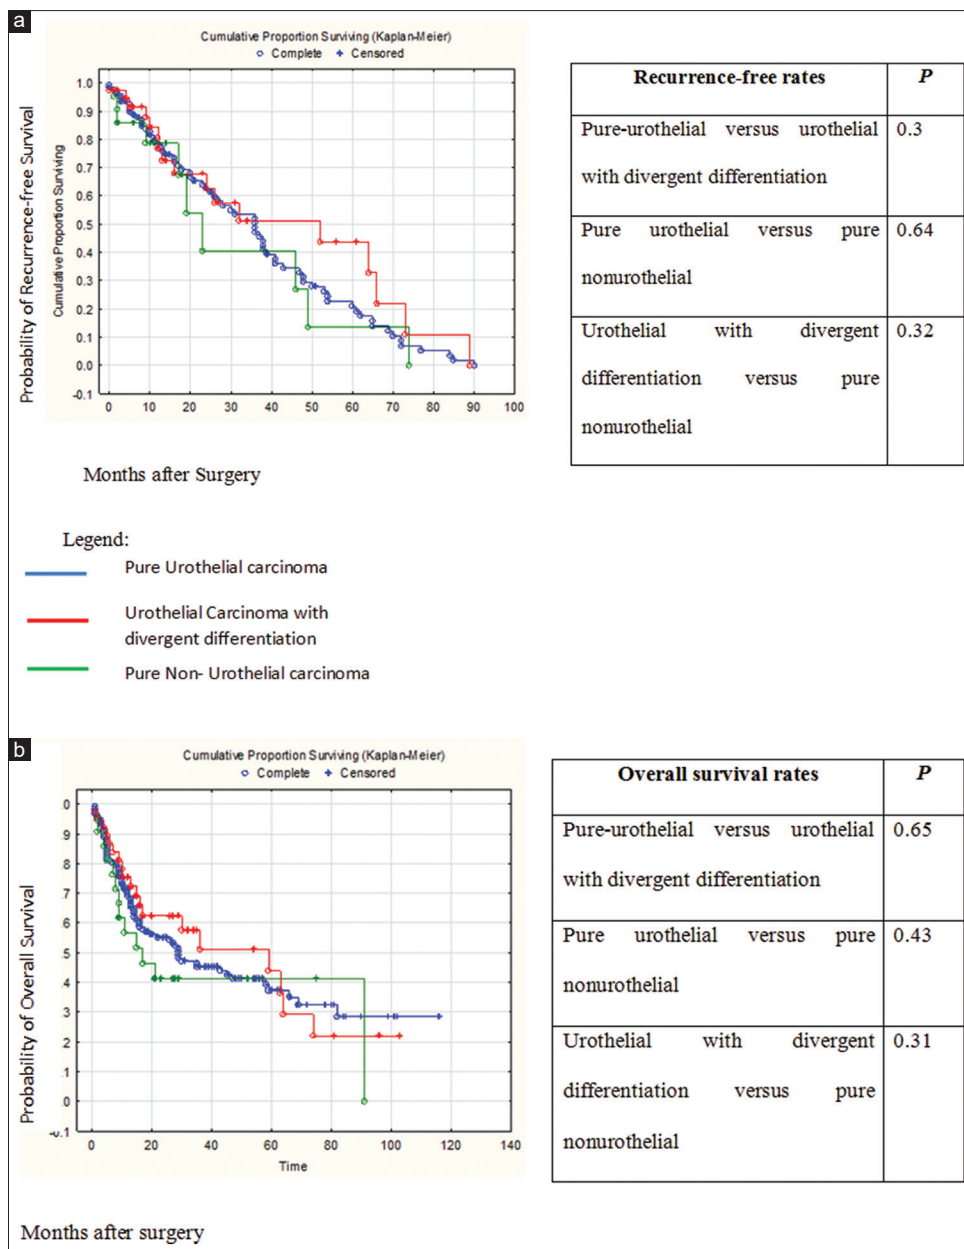 a
Cumulative Proportion Surviving (Kaplan-Meier)
Complete Censored
Probability of Recurrence-free Survival
Cumulative Proportion Surviving
1.0
0.9
0.8
0.7
0.6
0.5
0.4
0.3
0.2
0.1
0.0
-0.1
0 10 20 30 40 50 60 70 80 90 100
Months after Surgery
Recurrence-free rates P
Pure-urothelial versus urothelial 0.3
with divergent differentiation
Pure urothelial versus pure 0.64
nonurothelial
Urothelial with divergent 0.32
differentiation versus pure
nonurothelial
Legend:
Pure Urothelial carcinoma
Urothelial Carcinoma with
divergent differentiation
Pure Non- Urothelial carcinoma
b
Cumulative Proportion Surviving (Kaplan-Meier)
Complete Censored
Probability of Overall Survival
.0
.9
.8
.7
.6
.5
.4
.3
.2
.1
.0
-0.1
0 20 40 60 80 100 120 140
Time
Months after surgery
Overall survival rates P
Pure-urothelial versus urothelial 0.65
with divergent differentiation
Pure urothelial versus pure 0.43
nonurothelial
Urothelial with divergent 0.31
differentiation versus pure
nonurothelial